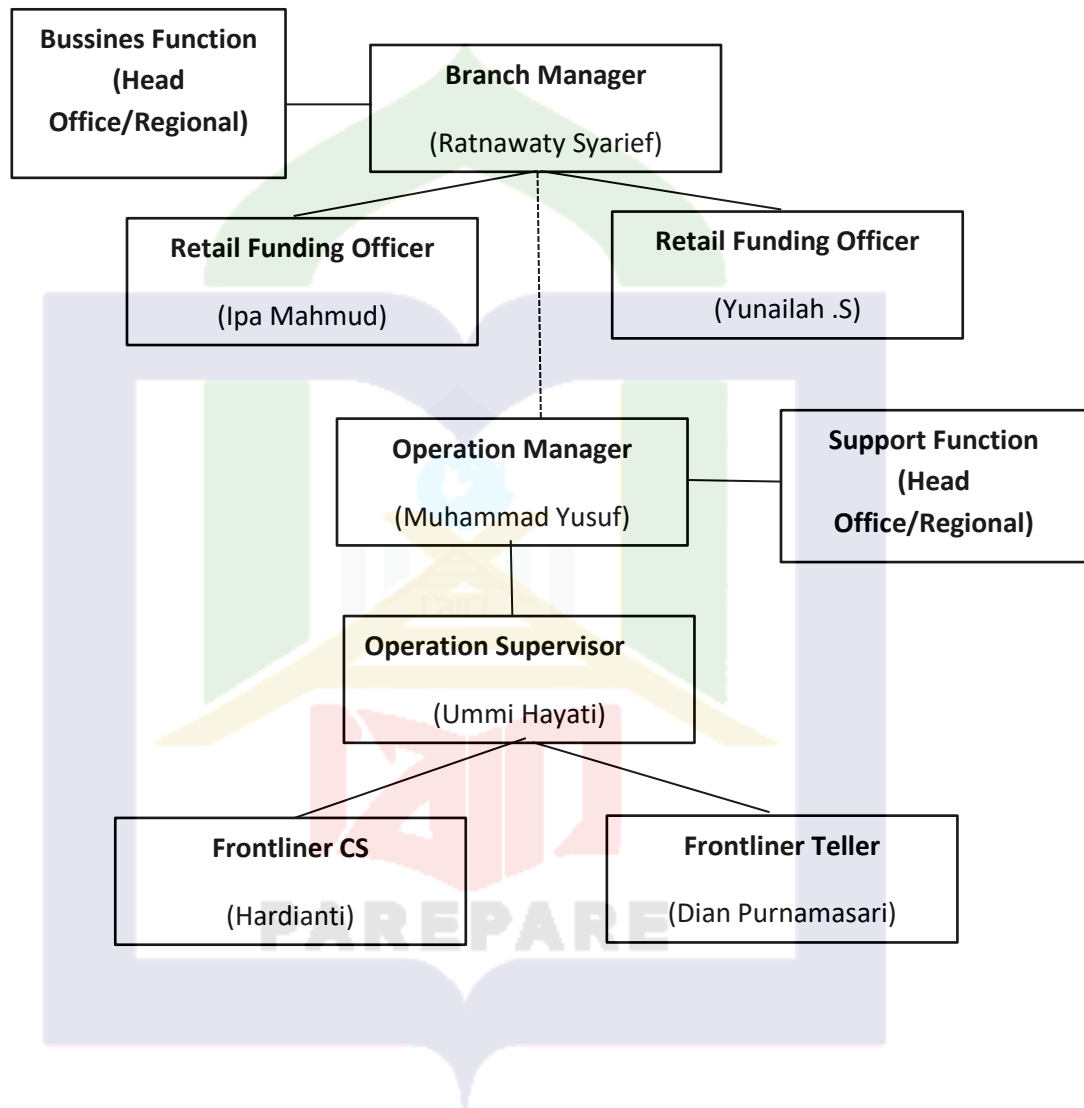 Bussines Function
(Head
Office/Regional)
Branch Manager
(Ratnawaty Syarief)
Retail Funding Officer
(Ipa Mahmud)
Retail Funding Officer
(Yunailah .S)
Operation Manager
(Muhammad Yusuf)
Support Function
(Head
Office/Regional)
Operation Supervisor
(Ummi Hayati)
Frontliner CS
(Hardianti)
Frontliner Teller
(Dian Purnamasari)
PAREPARE